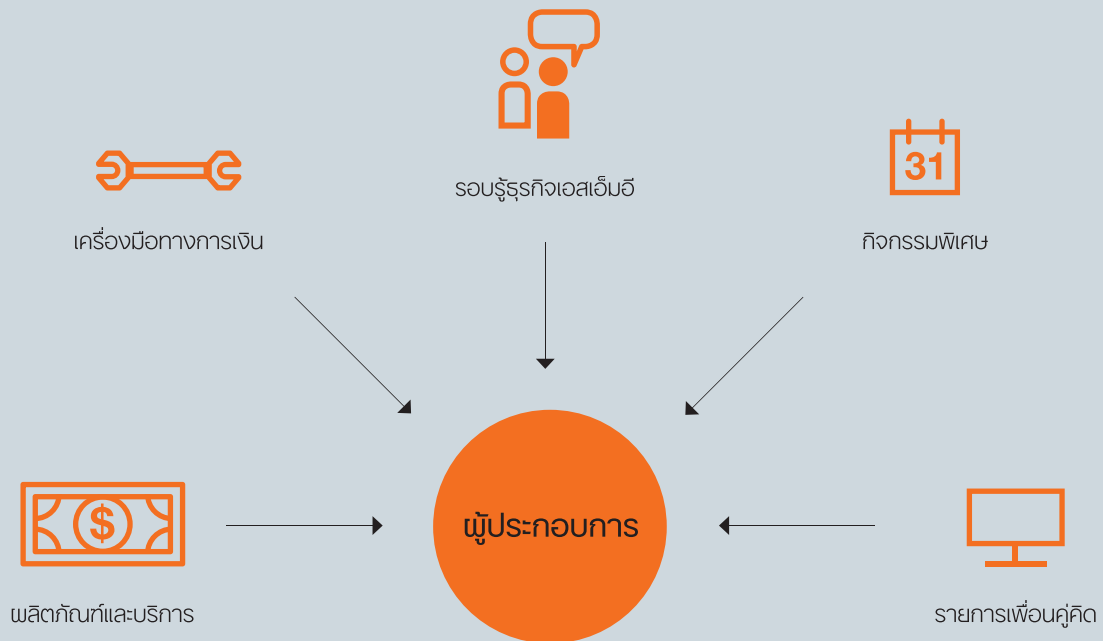 รอบรู้ธุรกิจเอสเอ็มอี
31
เครื่องมือทางการเงิน
กิจกรรมพิเศษ
$
ผู้ประกอบการ
ผลิตภัณฑ์และบริการ
รายการเพื่อนคู่คิด